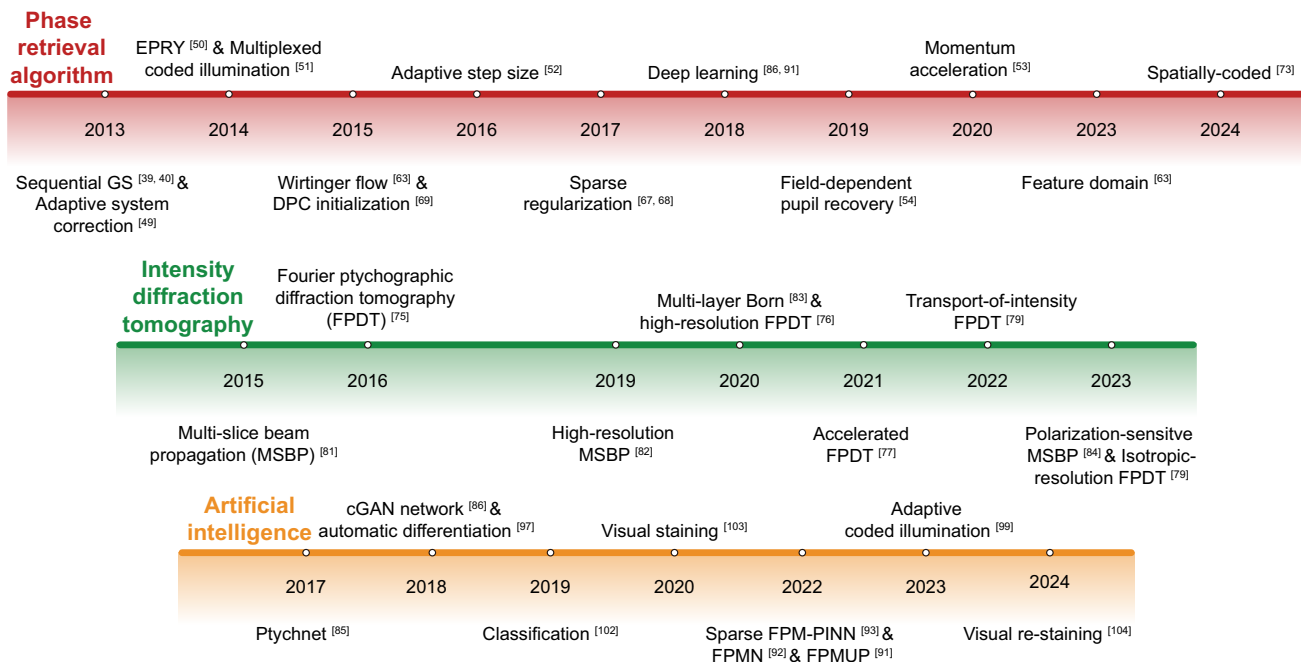 Phase
retrieval
algorithm
EPRY [50] & Multiplexed
coded illumination [51]
Adaptive step size [52]
Deep learning [86, 91]
Momentum
acceleration [53]
Spatially-coded [73]
2013
2014
2015
2016
2017
2018
2019
2020
2023
2024
Sequential GS [39, 40] &
Adaptive system
correction [49]
Wirtinger flow [63] &
DPC initialization [69]
Sparse
regularization [67, 68]
Field-dependent
pupil recovery [54]
Feature domain [63]
Intensity
diffraction
tomography
Fourier ptychographic
diffraction tomography
(FPDT) [75]
Multi-layer Born [83] &
high-resolution FPDT [76]
Transport-of-intensity
FPDT [79]
2015
2016
2019
2020
2021
2022
2023
Multi-slice beam
propagation (MSBP) [81]
High-resolution
MSBP [82]
Accelerated
FPDT [77]
Polarization-sensitve
MSBP [84] & Isotropic-
resolution FPDT [79]
Artificial
intelligence
cGAN network [86] &
automatic differentiation [97]
Visual staining [103]
Adaptive
coded illumination [99]
2017
2018
2019
2020
2022
2023
2024
Ptychnet [85]
Classification [102]
Sparse FPM-PINN [93] &
FPMN [92] & FPMUP [91]
Visual re-staining [104]